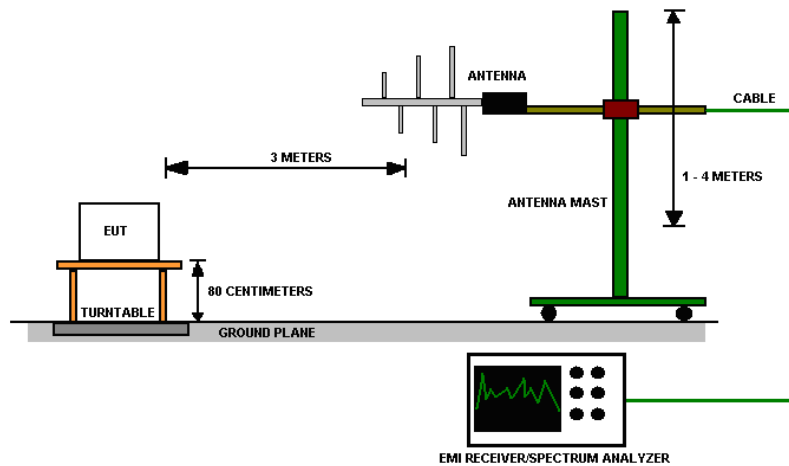 ANTENNA
CABLE
3 METERS
1 - 4 METERS
ANTENNA MAST
EUT
80 CENTIMETERS
TURNTABLE
GROUND PLANE
EMI RECEIVER/SPECTRUM ANALYZER